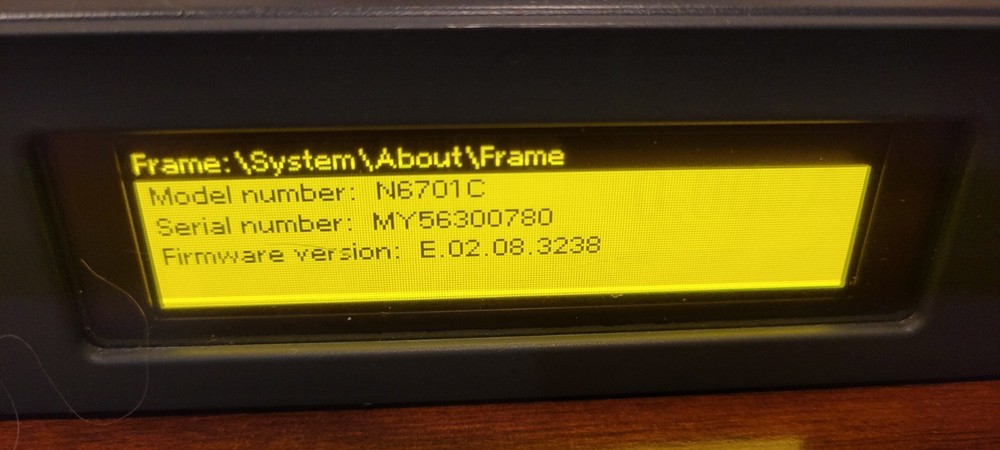 Frame:\System\About\Frame
Model number: N6701C
Serial number: MY56300780
Firmware version: E.02.08.3238